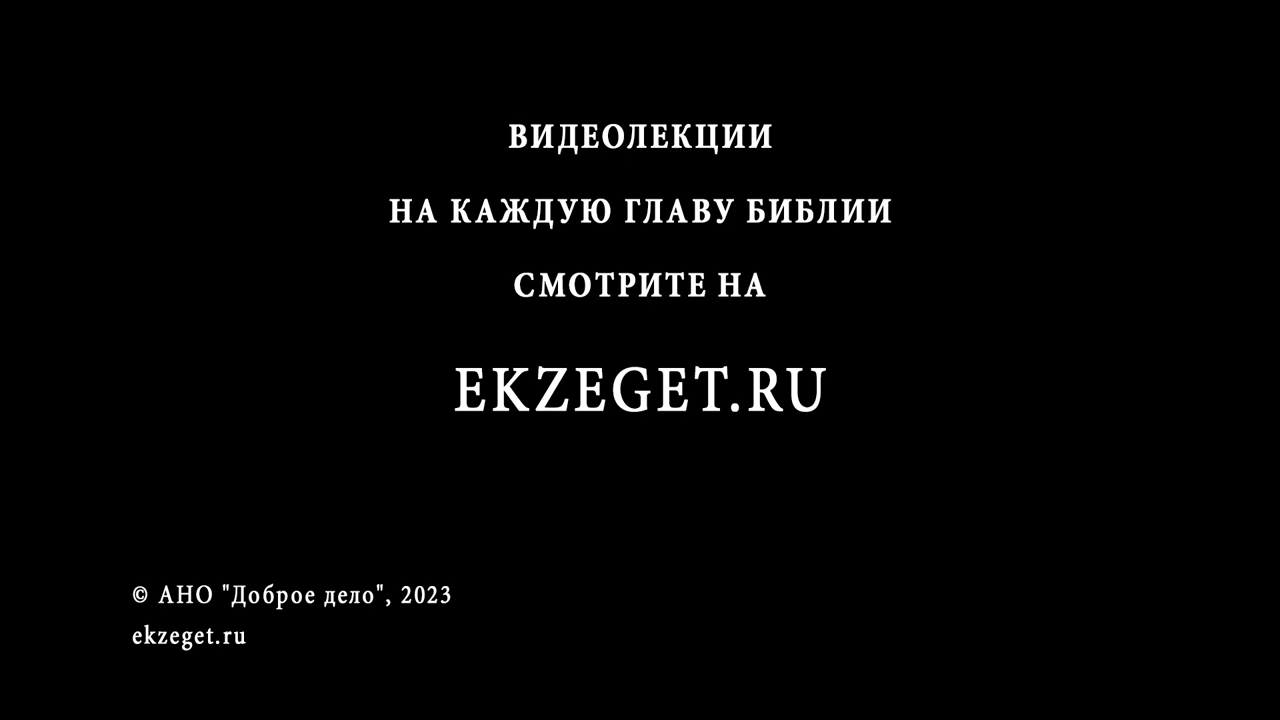 ВИДЕОЛЕКЦИИ
НА КАЖДУЮ ГЛАВУ БИБЛИИ
СМОТРИТЕ НА
EKZEGET.RU
© АНО "Доброе дело", 2023
ekzeget.ru